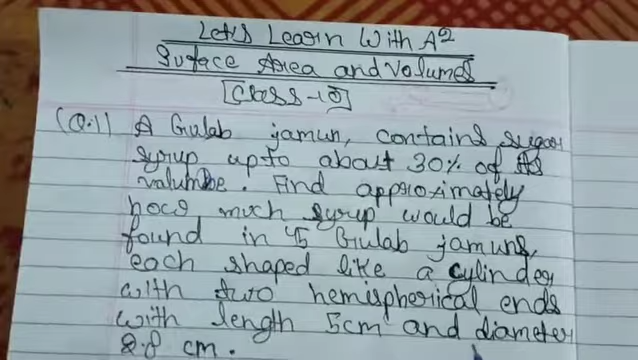 Let's Learn With A²
Surface Area and Volumes
[Class-10]
(Q.1) A Gulab jamun, contains sugar
syrup upto about 30% of its
volume. Find approximately
how much syrup would be
found in 45 Gulab jamuns,
each shaped like a cylinder
with two hemispherical ends
with length 5cm and diameter
2.8 cm.